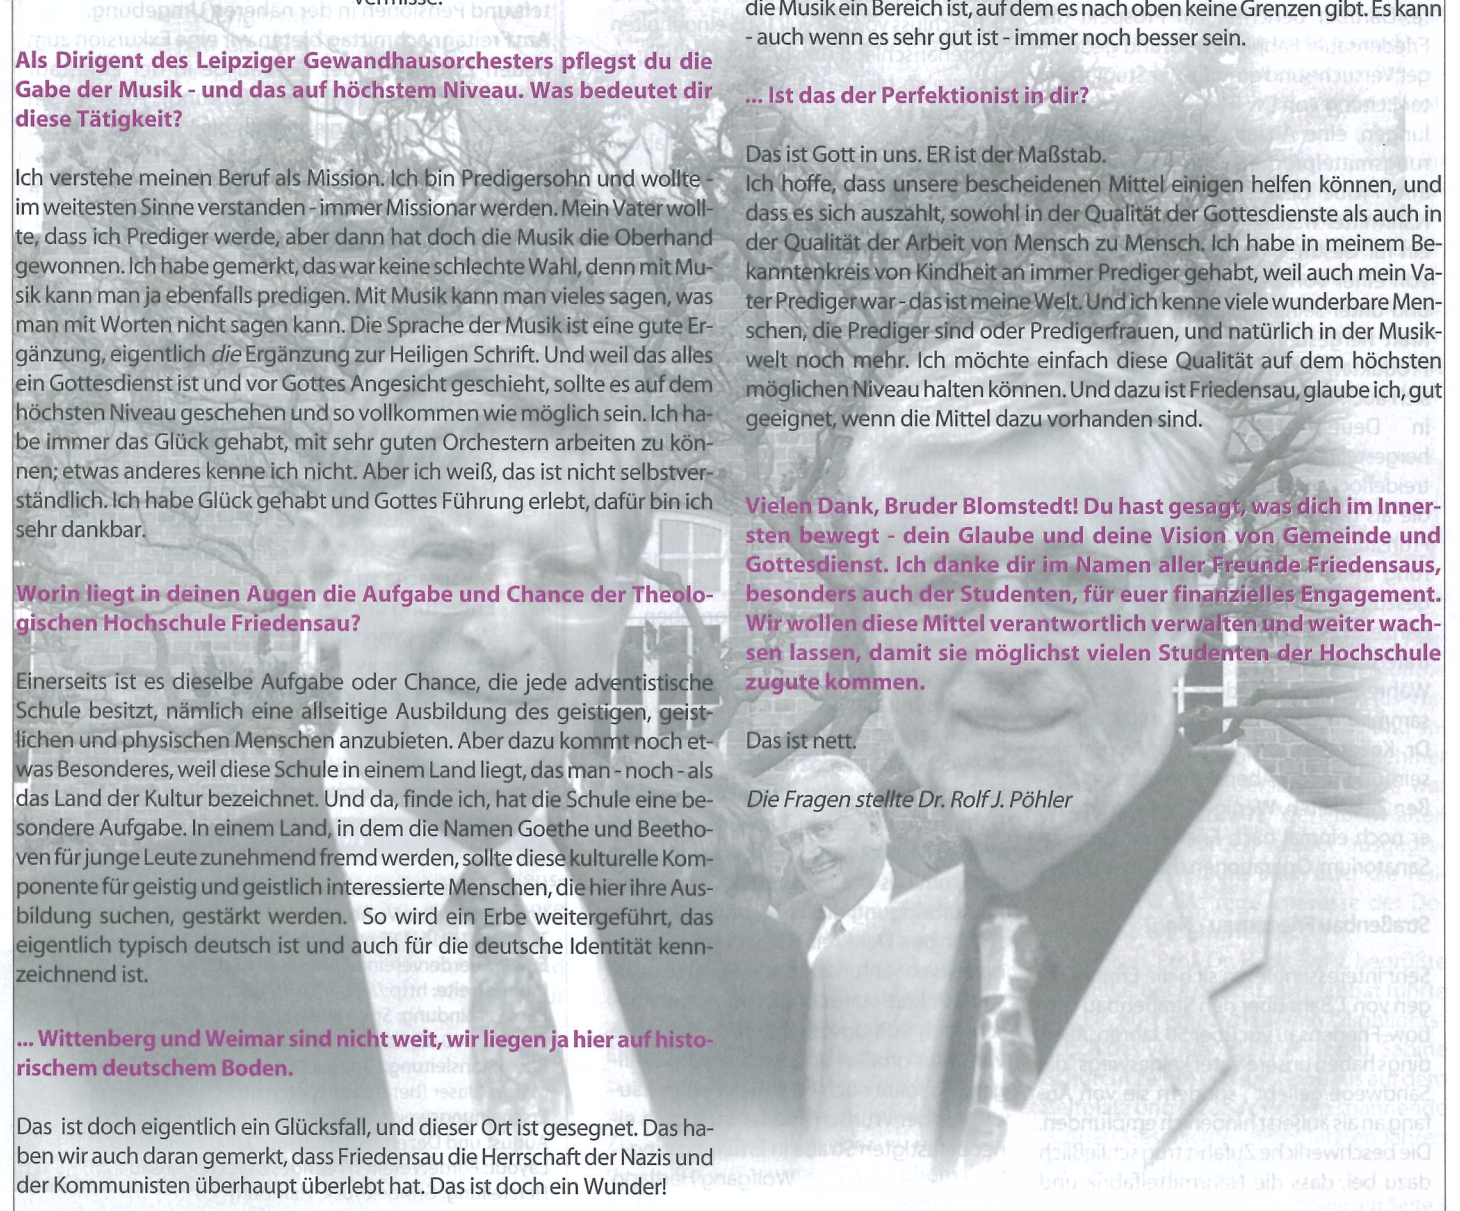 vermisse.
Als Dirigent des Leipziger Gewandhausorchesters pflegst du die
Gabe der Musik - und das auf höchstem Niveau. Was bedeutet dir
diese Tätigkeit?
Ich verstehe meinen Beruf als Mission. Ich bin Predigersohn und wollte -
im weitesten Sinne verstanden - immer Missionar werden. Mein Vater woll-
te, dass ich Prediger werde, aber dann hat doch die Musik die Oberhand
gewonnen. Ich habe gemerkt, das war keine schlechte Wahl, denn mit Mu-
sik kann man ja ebenfalls predigen. Mit Musik kann man vieles sagen, was
man mit Worten nicht sagen kann. Die Sprache der Musik ist eine gute Er-
gänzung, eigentlich die Ergänzung zur Heiligen Schrift. Und weil das alles
ein Gottesdienst ist und vor Gottes Angesicht geschieht, sollte es auf dem
höchsten Niveau geschehen und so vollkommen wie möglich sein. Ich ha-
be immer das Glück gehabt, mit sehr guten Orchestern arbeiten zu kön-
nen; etwas anderes kenne ich nicht. Aber ich weiß, das ist nicht selbstver-
ständlich. Ich habe Glück gehabt und Gottes Führung erlebt, dafür bin ich
sehr dankbar.
Worin liegt in deinen Augen die Aufgabe und Chance der Theolo-
gischen Hochschule Friedensau?
Einerseits ist es dieselbe Aufgabe oder Chance, die jede adventistische
Schule besitzt, nämlich eine allseitige Ausbildung des geistigen, geist-
lichen und physischen Menschen anzubieten. Aber dazu kommt noch et-
was Besonderes, weil diese Schule in einem Land liegt, das man - noch - als
das Land der Kultur bezeichnet. Und da, finde ich, hat die Schule eine be-
sondere Aufgabe. In einem Land, in dem die Namen Goethe und Beetho-
ven für junge Leute zunehmend fremd werden, sollte diese kulturelle Kom-
ponente für geistig und geistlich interessierte Menschen, die hier ihre Aus-
bildung suchen, gestärkt werden. So wird ein Erbe weitergeführt, das
eigentlich typisch deutsch ist und auch für die deutsche Identität kenn-
zeichnend ist.
... Wittenberg und Weimar sind nicht weit, wir liegen ja hier auf histo-
rischem deutschem Boden.
Das ist doch eigentlich ein Glücksfall, und dieser Ort ist gesegnet. Das ha-
ben wir auch daran gemerkt, dass Friedensau die Herrschaft der Nazis und
der Kommunisten überhaupt überlebt hat. Das ist doch ein Wunder!
die Musik ein Bereich ist, auf dem es nach oben keine Grenzen gibt. Es kann
- auch wenn es sehr gut ist - immer noch besser sein.
... Ist das der Perfektionist in dir?
Das ist Gott in uns. ER ist der Maßstab.
Ich hoffe, dass unsere bescheidenen Mittel einigen helfen können, und
dass es sich auszahlt, sowohl in der Qualität der Gottesdienste als auch in
der Qualität der Arbeit von Mensch zu Mensch. Ich habe in meinem Be-
kanntenkreis von Kindheit an immer Prediger gehabt, weil auch mein Va-
ter Prediger war - das ist meine Welt. Und ich kenne viele wunderbare Men-
schen, die Prediger sind oder Predigerfrauen, und natürlich in der Musik-
welt noch mehr. Ich möchte einfach diese Qualität auf dem höchsten
möglichen Niveau halten können. Und dazu ist Friedensau, glaube ich, gut
geeignet, wenn die Mittel dazu vorhanden sind.
Vielen Dank, Bruder Blomstedt! Du hast gesagt, was dich im Inner-
sten bewegt - dein Glaube und deine Vision von Gemeinde und
Gottesdienst. Ich danke dir im Namen aller Freunde Friedensaus,
besonders auch der Studenten, für euer finanzielles Engagement.
Wir wollen diese Mittel verantwortlich verwalten und weiter wach-
sen lassen, damit sie möglichst vielen Studenten der Hochschule
zugute kommen.
Das ist nett.
Die Fragen stellte Dr. Rolf J. Pöhler